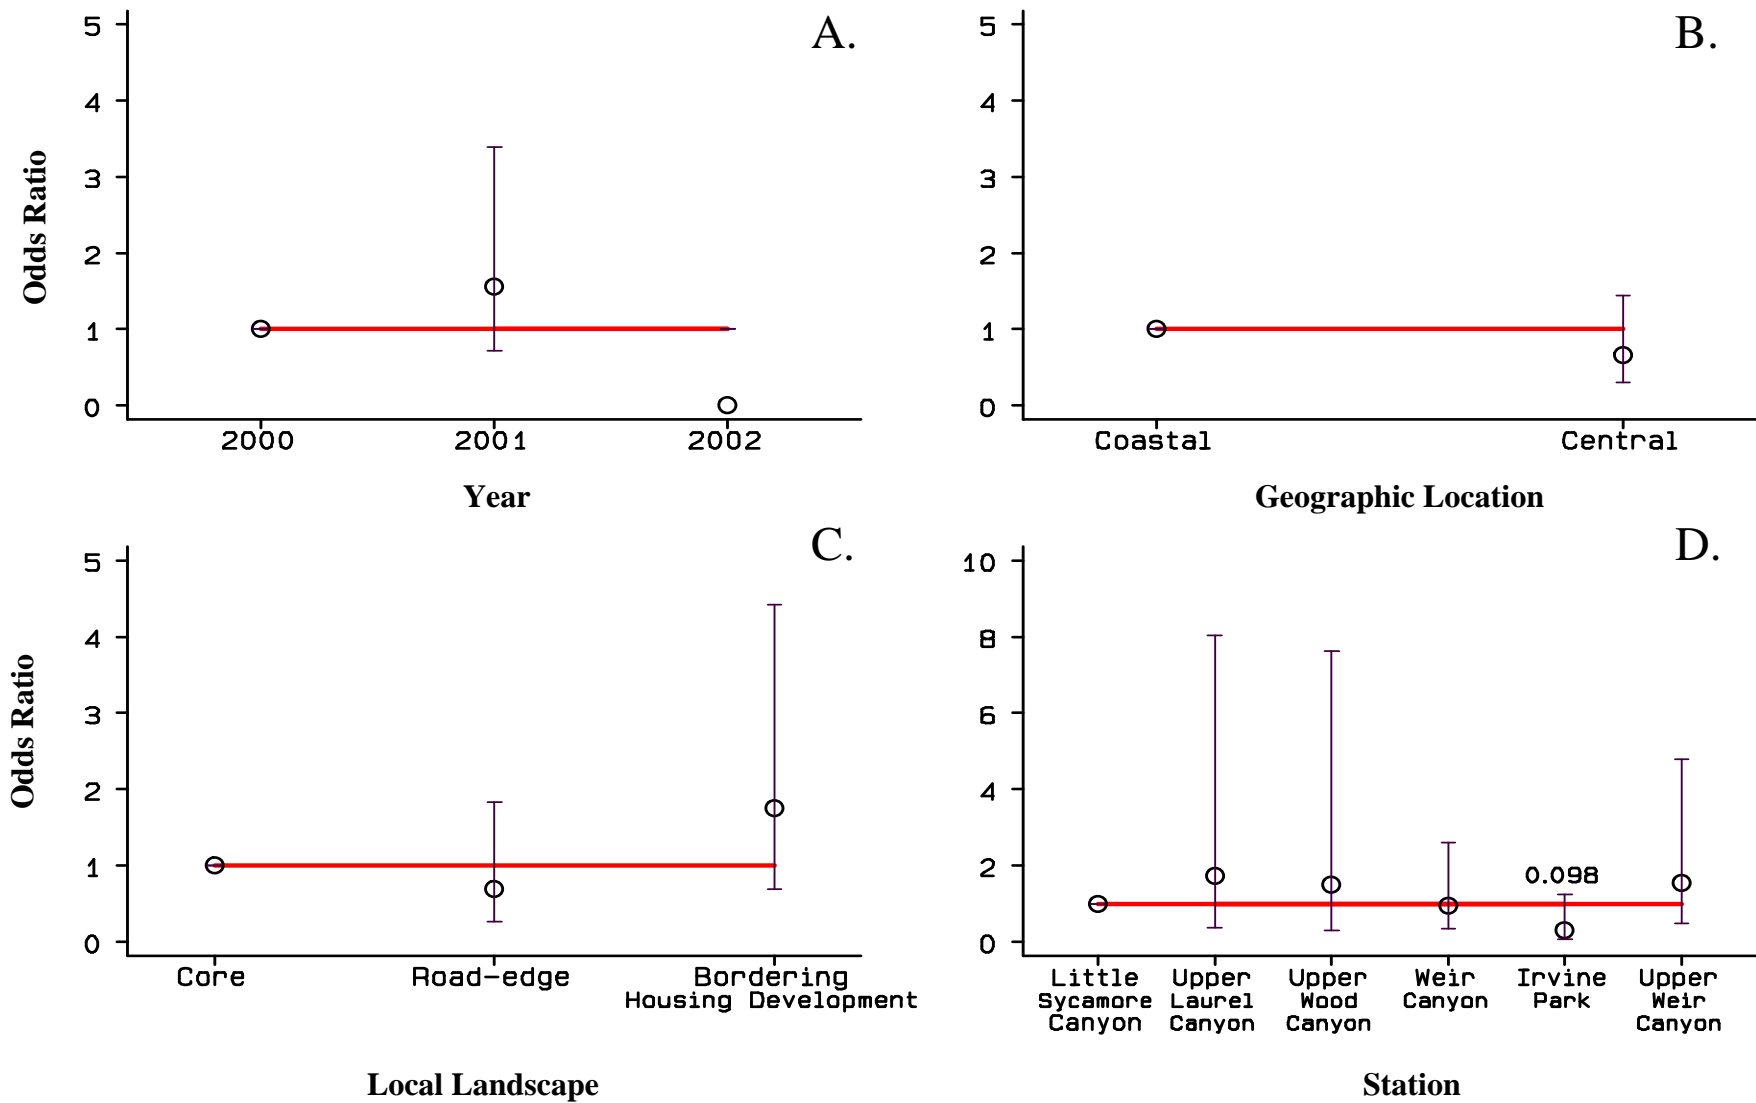 A.
5
4
3
2
1
0
Odds Ratio
2000 2001 2002
Year
B.
5
4
3
2
1
0
Coastal Central
Geographic Location
C.
5
4
3
2
1
0
Odds Ratio
Core Road-edge Bordering
Housing Development
Local Landscape
D.
10
8
6
4
2
0
0.098
Little Upper Upper Weir Irvine Upper
Sycamore Laurel Wood Canyon Park Weir
Canyon Canyon Canyon Canyon
Station